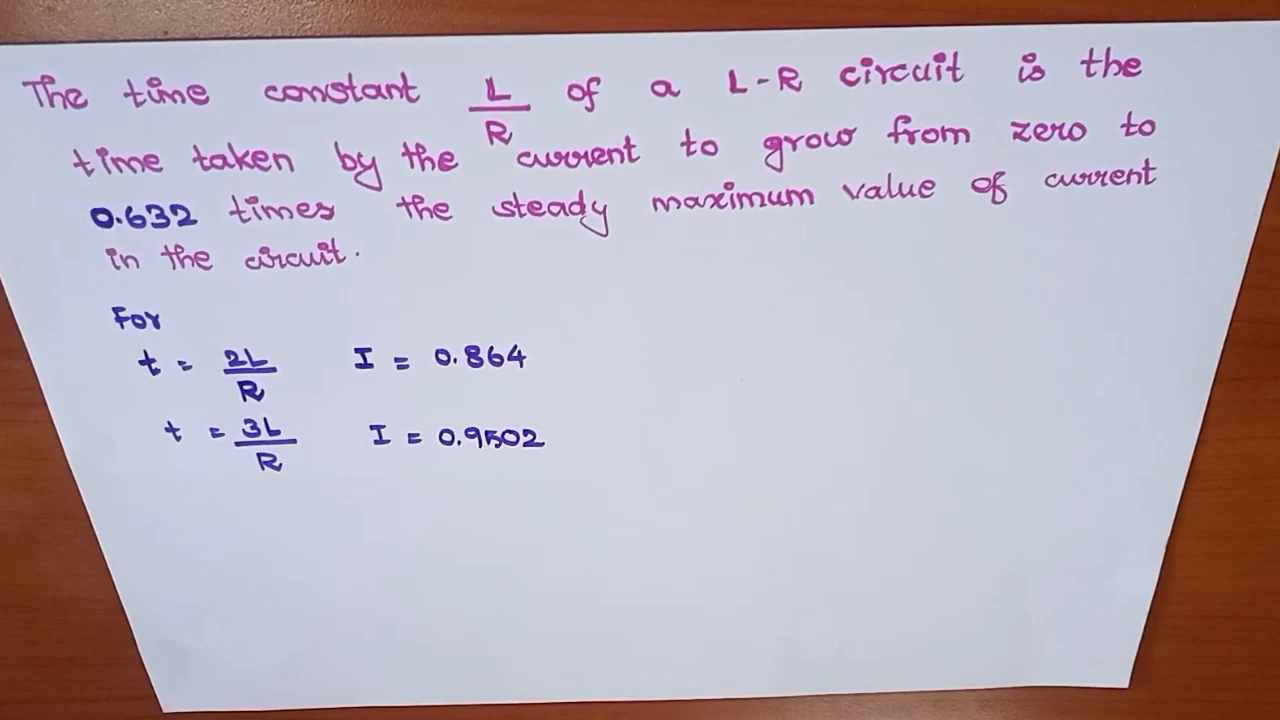 The time constant L/R of a L-R circuit is the
time taken by the current to grow from zero to
0.632 times the steady maximum value of current
in the circuit.
For
t = 2L/R I = 0.864
t = 3L/R I = 0.9502